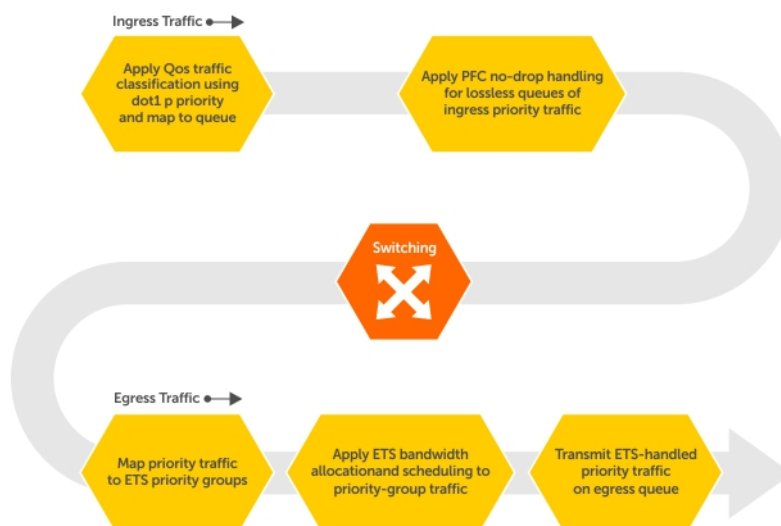 Ingress Traffic
Apply Qos traffic
classification using
dot1 p priority
and map to queue
Apply PFC no-drop handling
for lossless queues of
ingress priority traffic
Switching
Egress Traffic
Map priority traffic
to ETS priority groups
Apply ETS bandwidth
allocationand scheduling to
priority-group traffic
Transmit ETS-handled
priority traffic
on egress queue